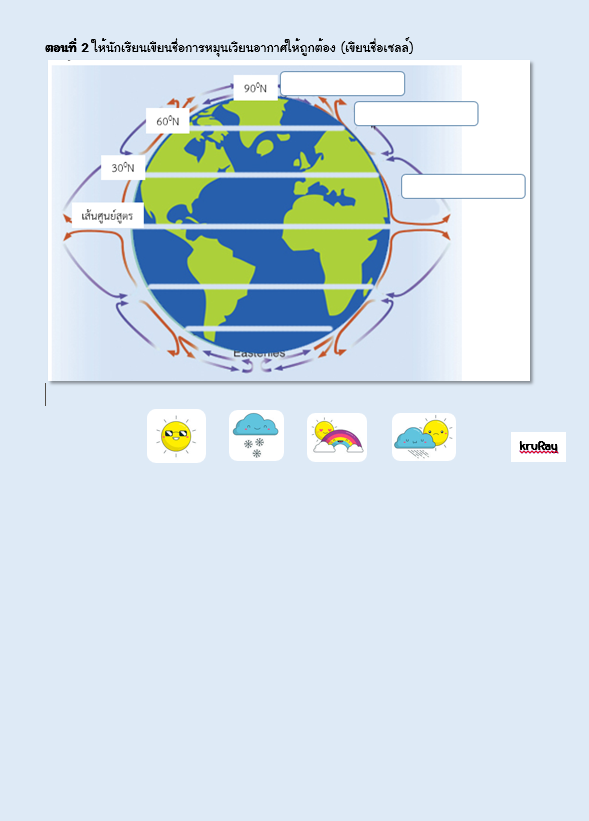 ตอนที่ 2 ให้นักเรียนเขียนชื่อการหมุนเวียนอากาศให้ถูกต้อง (เขียนชื่อเซลล์)
90⁰N
60⁰N
30⁰N
เส้นศูนย์สูตร
Easterlies
kruRay